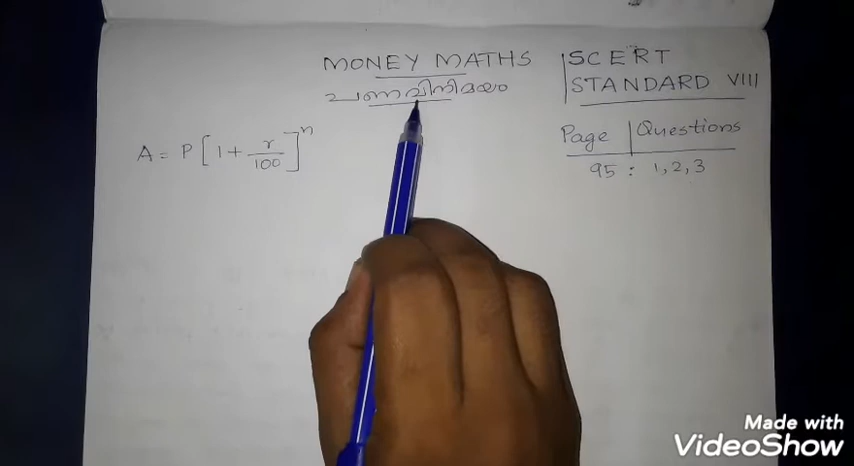 MONEY MATHS
പണവിനിമയം
SCERT
STANDARD VIII
A = P [1 + r/100]^n
Page | Questions
95 : 1, 2, 3
Made with
VideoShow